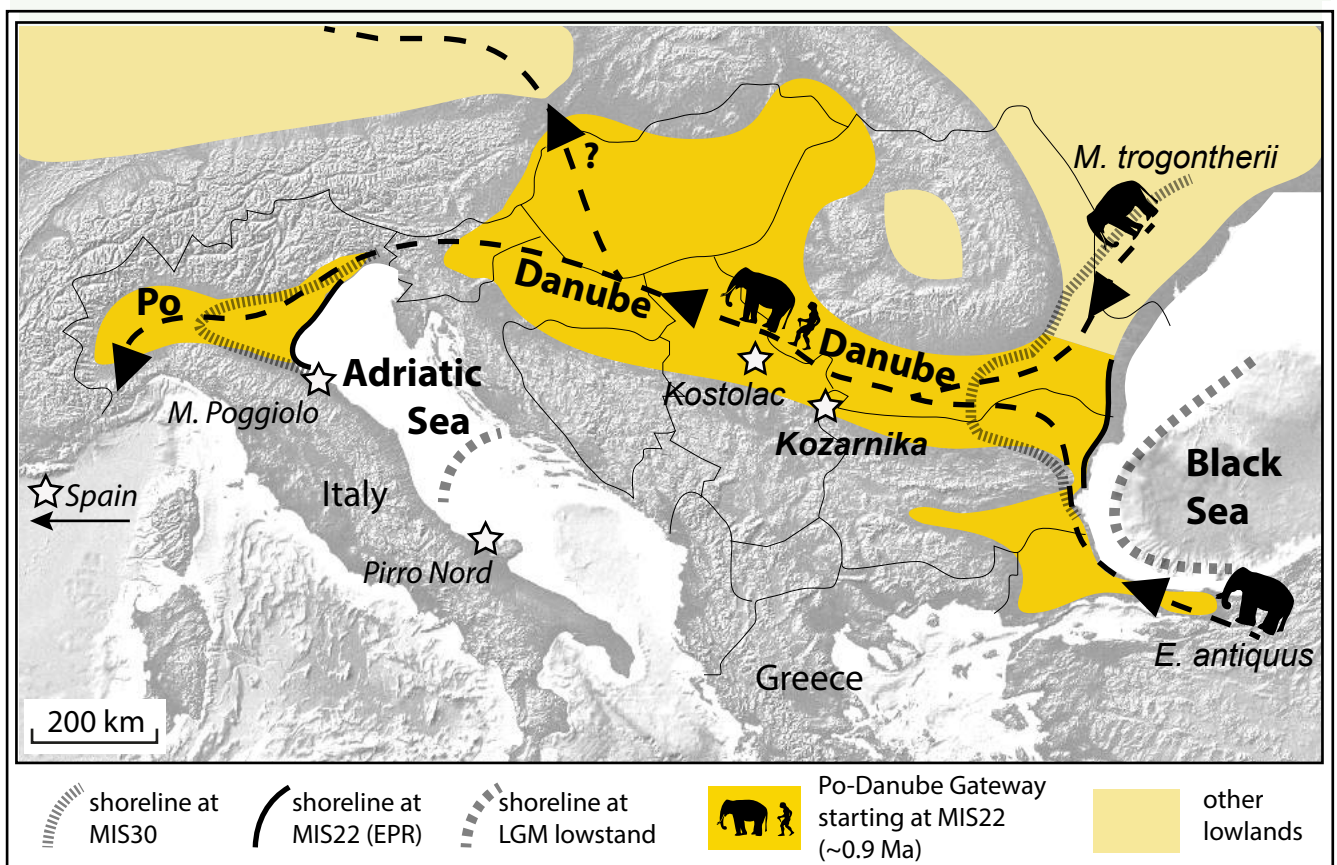 ?
M. trogontherii
Po
Danube
Danube
Adriatic
Sea
M. Poggiolo
Kostolac
Kozarnika
Black
Sea
Spain
Italy
Pirro Nord
E. antiquus
Greece
200 km
shoreline at
MIS30
shoreline at
MIS22 (EPR)
shoreline at
LGM lowstand
Po-Danube Gateway
starting at MIS22
(~0.9 Ma)
other
lowlands